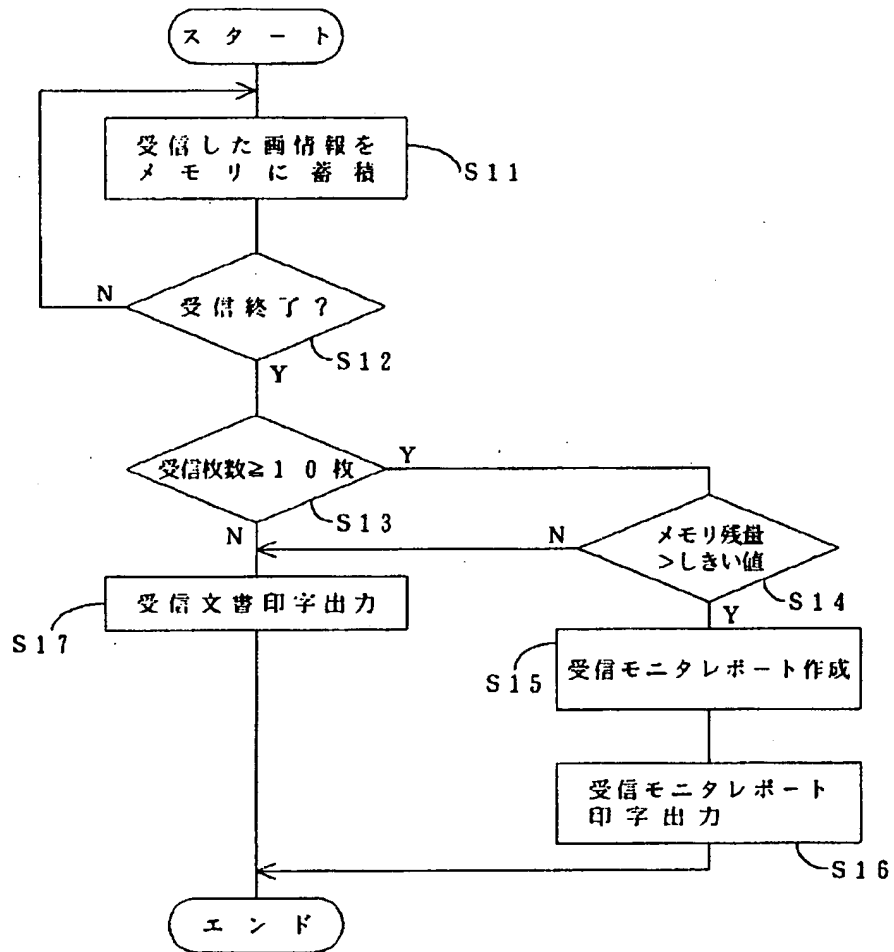 スタート
受信した画情報を
メモリに蓄積
S11
N
受信終了?
S12
Y
受信枚数≧10枚
Y
S13
N
メモリ残量
>しきい値
N
S14
Y
受信文書印字出力
S17
受信モニタレポート作成
S15
受信モニタレポート
印字出力
S16
エンド